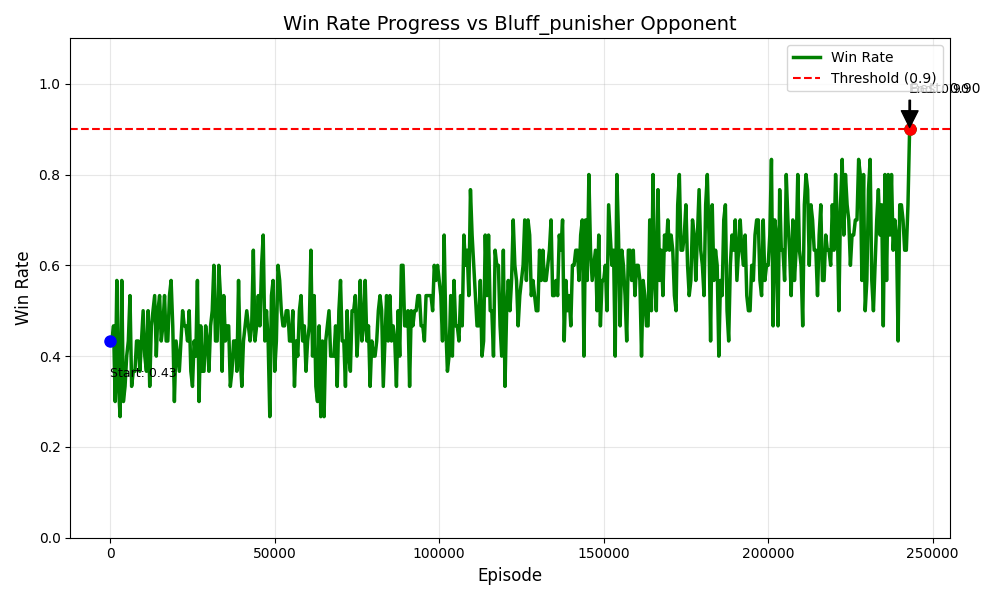 Win Rate Progress vs Bluff_punisher Opponent
Win Rate
Threshold (0.9)
Start: 0.43
1.0
0.8
0.6
0.4
0.2
0.0
Win Rate
0
50000
100000
150000
200000
250000
Episode